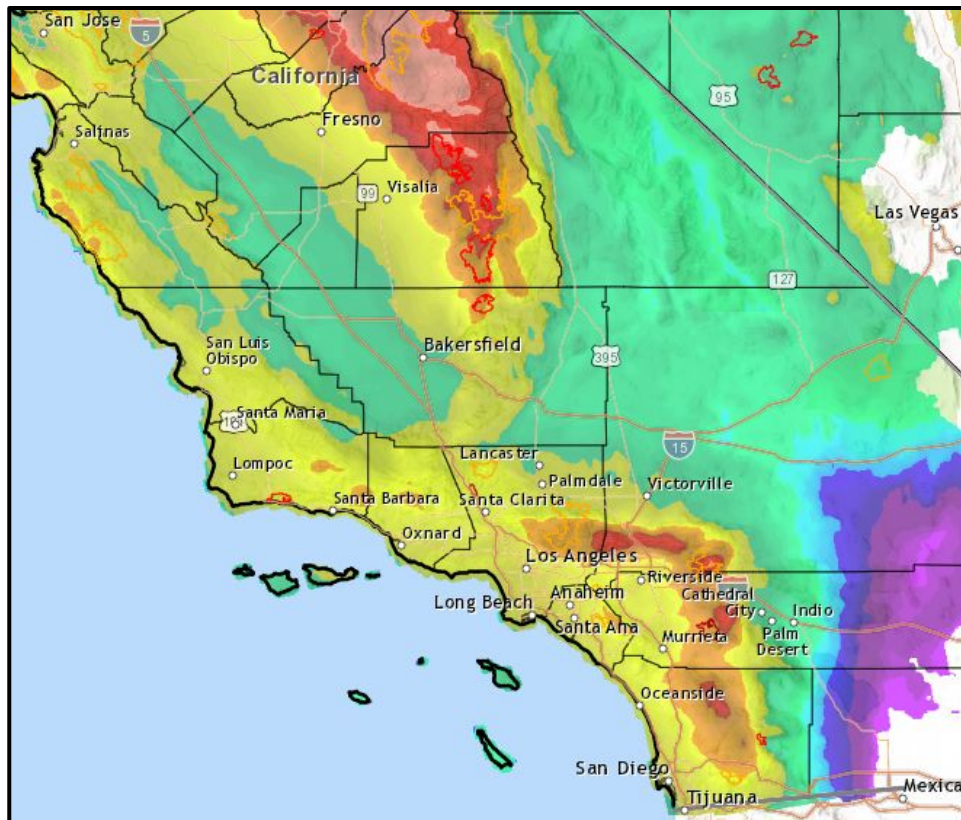 San Jose
5
California
95
Fresno
Salinas
99
Visalia
Las Vegas
127
San Luis
Obispo
Bakersfield
395
Santa Maria
15
Lancaster
Lompoc
Palmdale
Victorville
Santa Barbara
Santa Clarita
Oxnard
Los Angeles
Riverside
Long Beach
Anaheim
Cathedral
City
Indio
Santa Ana
Murrieta
Palm
Desert
Oceanside
San Diego
Tijuana
Mexica